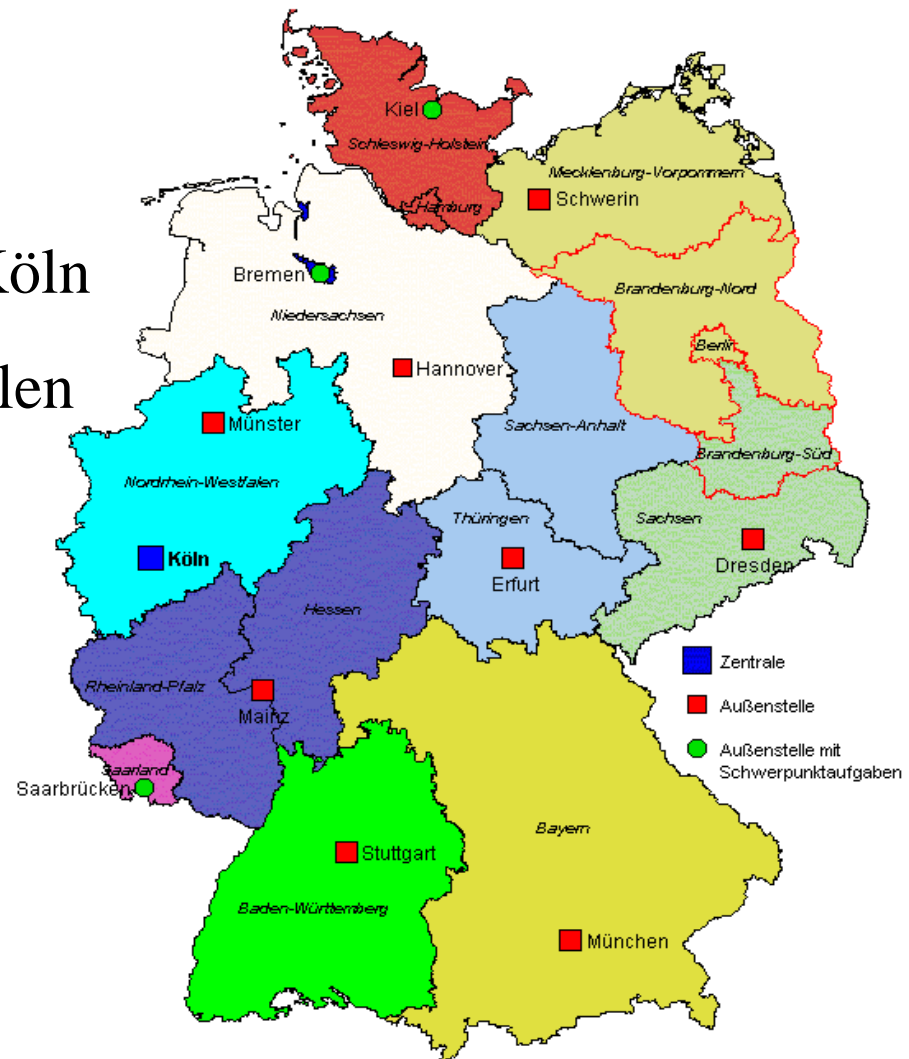 Kiel
Schleswig-Holstein
Mecklenburg-Vorpommern
Schwerin
Hamburg
Köln
Bremen
Brandenburg-Nord
Niedersachsen
Berlin
Hannover
len
Münster
Sachsen-Anhalt
Brandenburg-Süd
Nordrhein-Westfalen
Thüringen
Sachsen
Köln
Erfurt
Dresden
Hessen
Zentrale
Rheinland-Pfalz
Mainz
Außenstelle
Außenstelle mit
Schwerpunktaufgaben
Saarland
Saarbrücken
Bayern
Stuttgart
Baden-Württemberg
München